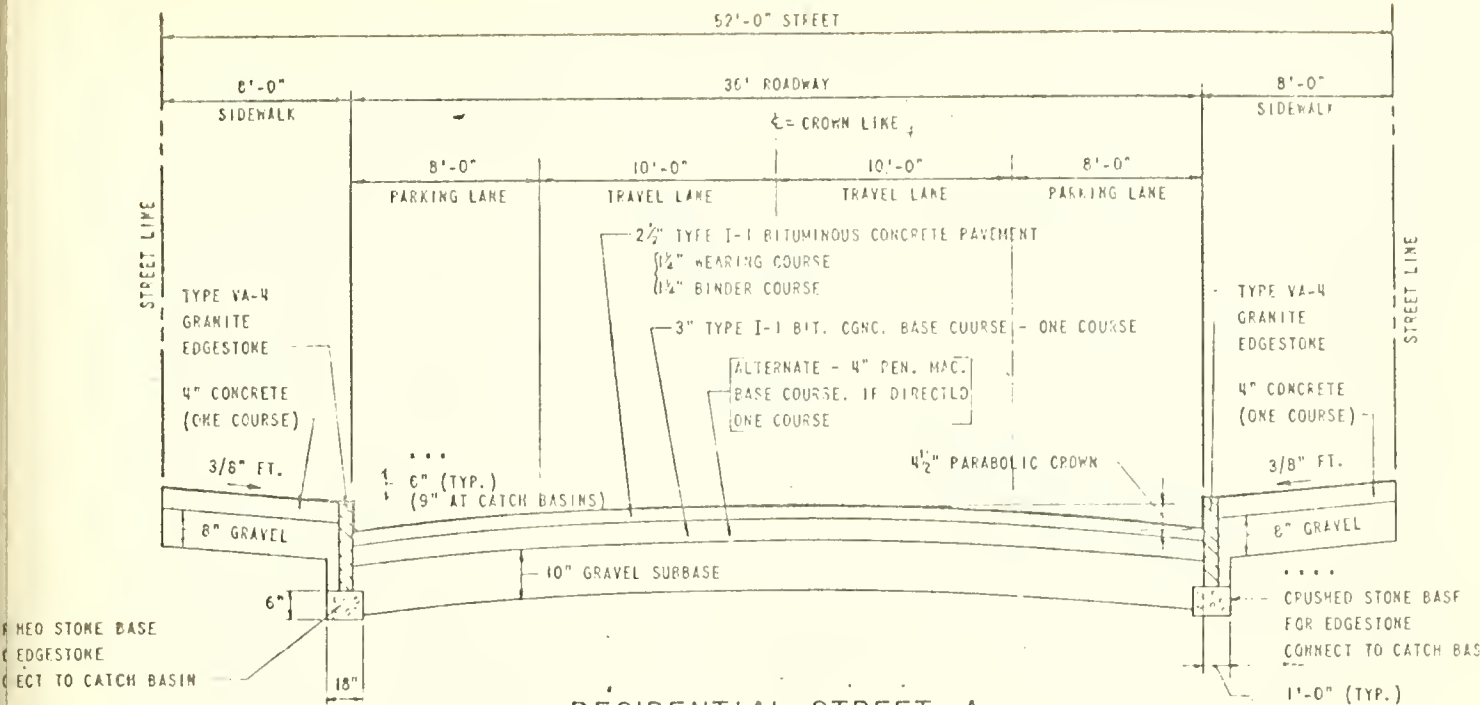 52'-0" STREET
8'-0"
36' ROADWAY
8'-0"
SIDEWALK
SIDEWALK
℄= CROWN LINE
8'-0"
10'-0"
10'-0"
8'-0"
PARKING LANE
TRAVEL LANE
TRAVEL LANE
PARKING LANE
STREET LINE
STREET LINE
2½" TYPE I-1 BITUMINOUS CONCRETE PAVEMENT
1¼" WEARING COURSE
1¼" BINDER COURSE
TYPE VA-4
GRANITE
EDGESTONE
TYPE VA-4
GRANITE
EDGESTONE
3" TYPE I-1 BIT. CONC. BASE COURSE - ONE COURSE
ALTERNATE - 4" PEN. MAC.
BASE COURSE. IF DIRECTED
ONE COURSE
4" CONCRETE
(ONE COURSE)
4" CONCRETE
(ONE COURSE)
3/8" FT.
6" (TYP.)
(9" AT CATCH BASINS)
4½" PARABOLIC CROWN
3/8" FT.
8" GRAVEL
8" GRAVEL
10" GRAVEL SUBBASE
6"
HED STONE BASE
EDGESTONE
ECT TO CATCH BASIN
18"
CRUSHED STONE BASE
FOR EDGESTONE
CONNECT TO CATCH BAS
1'-0" (TYP.)
RESIDENTIAL STREET A